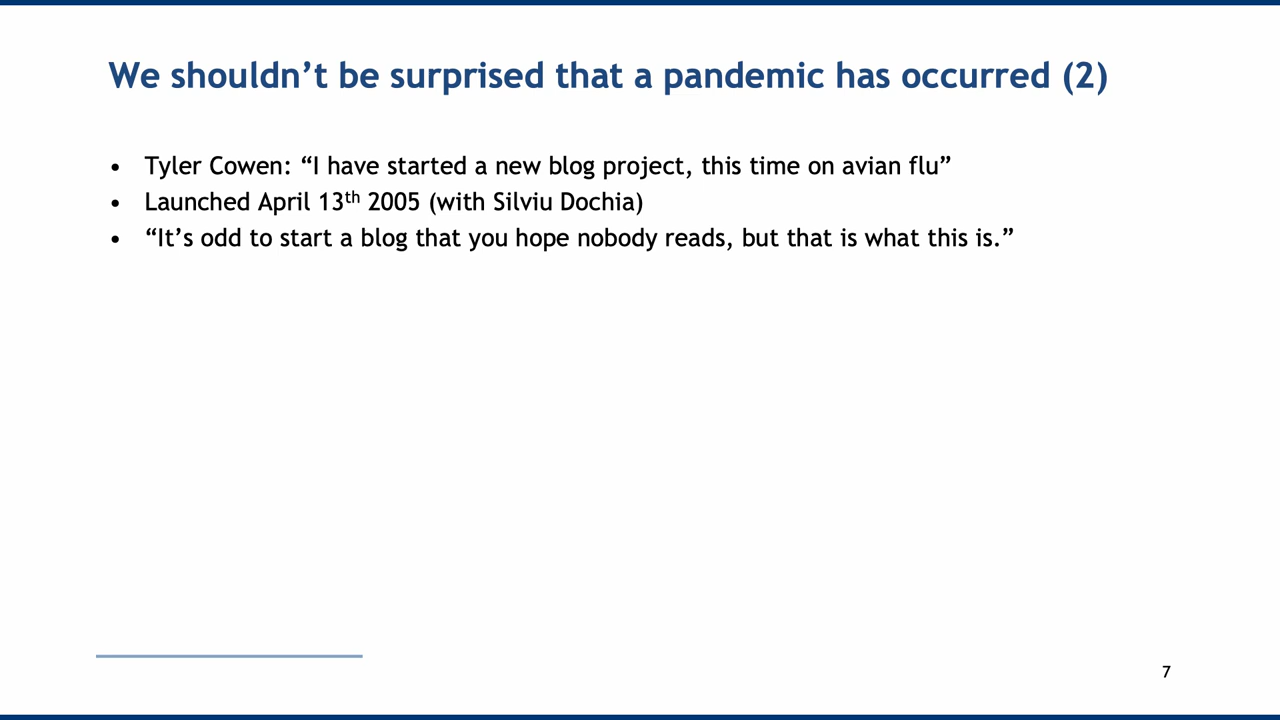 We shouldn’t be surprised that a pandemic has occurred (2)
• Tyler Cowen: “I have started a new blog project, this time on avian flu”
• Launched April 13th 2005 (with Silviu Dochia)
• “It’s odd to start a blog that you hope nobody reads, but that is what this is.”
7